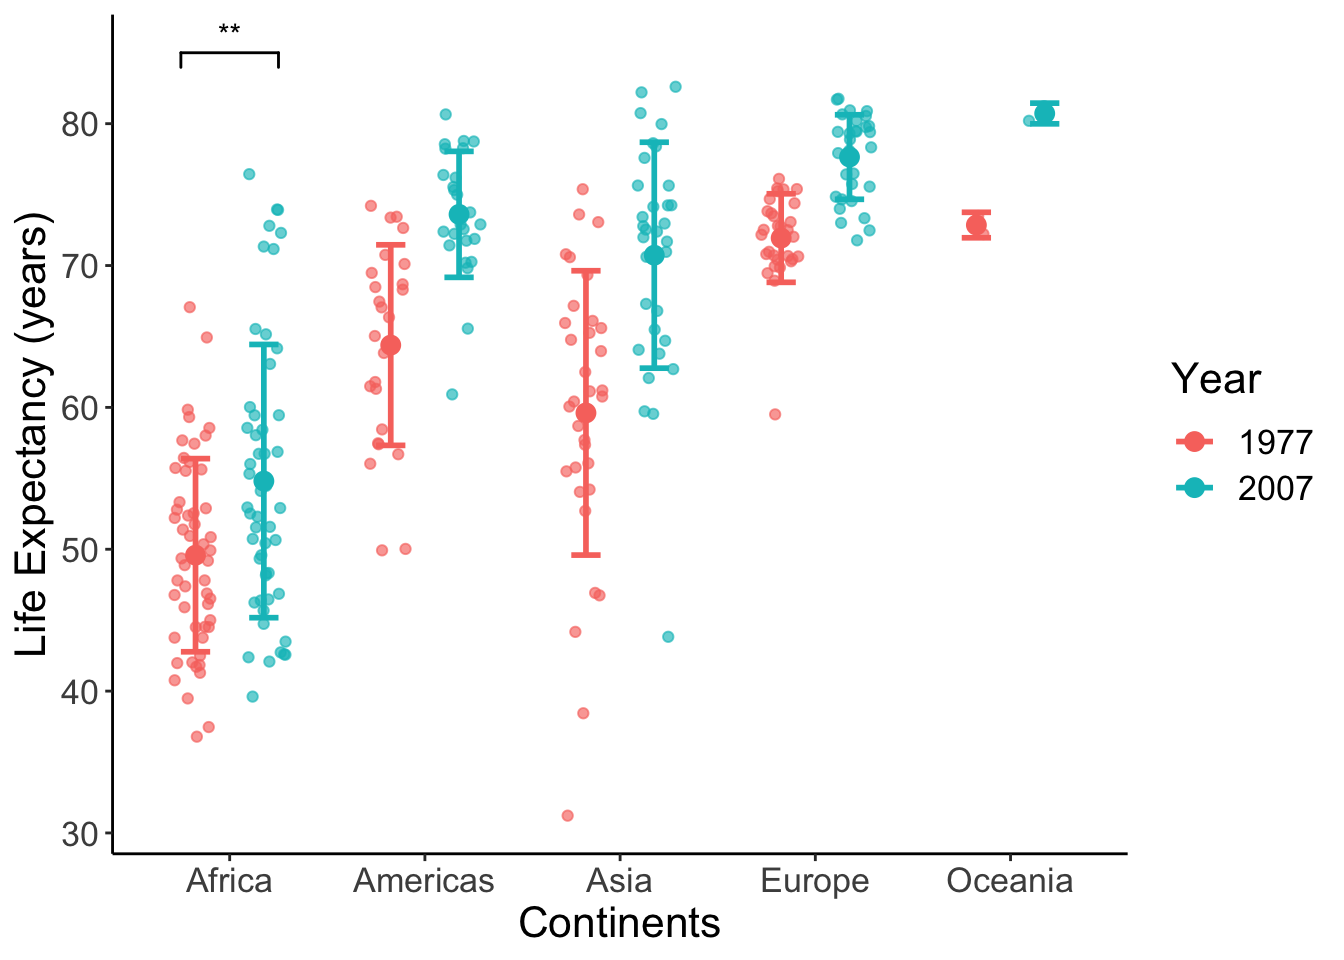 **
Life Expectancy (years)
80
70
60
50
40
30
Africa Americas Asia Europe Oceania
Continents
Year
1977
2007